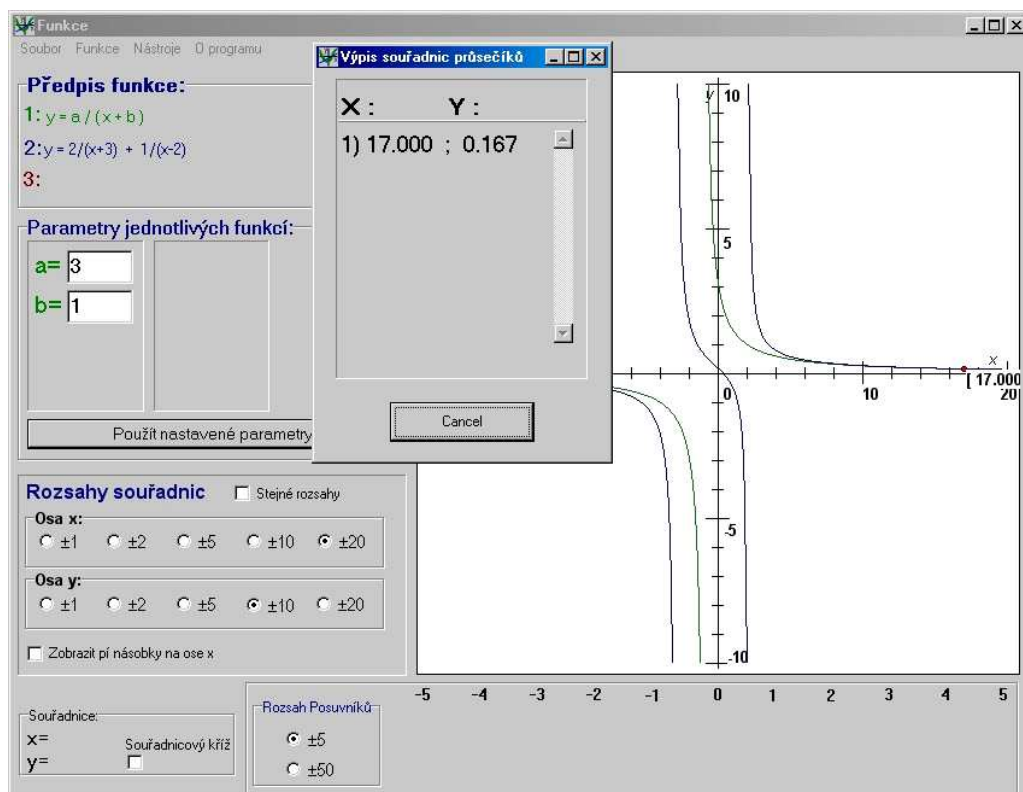 Funkce
Soubor Funkce Nástroje O programu
Předpis funkce:
1: y = a / (x + b)
2: y = 2/(x+3) + 1/(x-2)
3:
Parametry jednotlivých funkcí:
a= 3
b= 1
Použít nastavené parametry
Výpis souřadnic průsečíků
X : Y :
1) 17.000 ; 0.167
Cancel
y 10
5
x
[ 17.000
0 10 20
-5
-10
Rozsahy souřadnic Stejné rozsahy
Osa x:
±1 ±2 ±5 ±10 ±20
Osa y:
±1 ±2 ±5 ±10 ±20
Zobrazit pí násobky na ose x
-5 -4 -3 -2 -1 0 1 2 3 4 5
Souřadnice:
x=
y=
Souřadnicový kříž
Rozsah Posuvníků
±5
±50